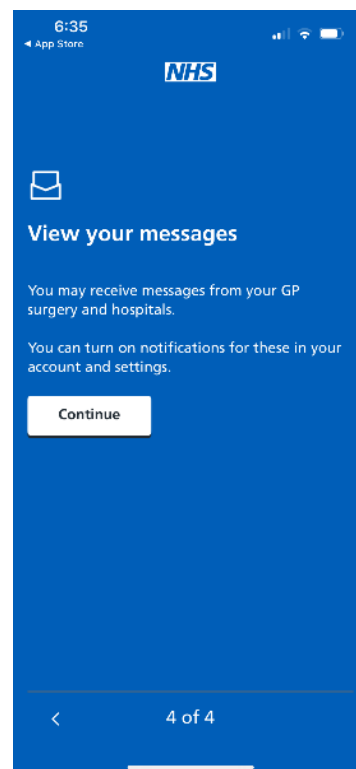 6:35
App Store
NHS
View your messages
You may receive messages from your GP
surgery and hospitals.
You can turn on notifications for these in your
account and settings.
Continue
4 of 4